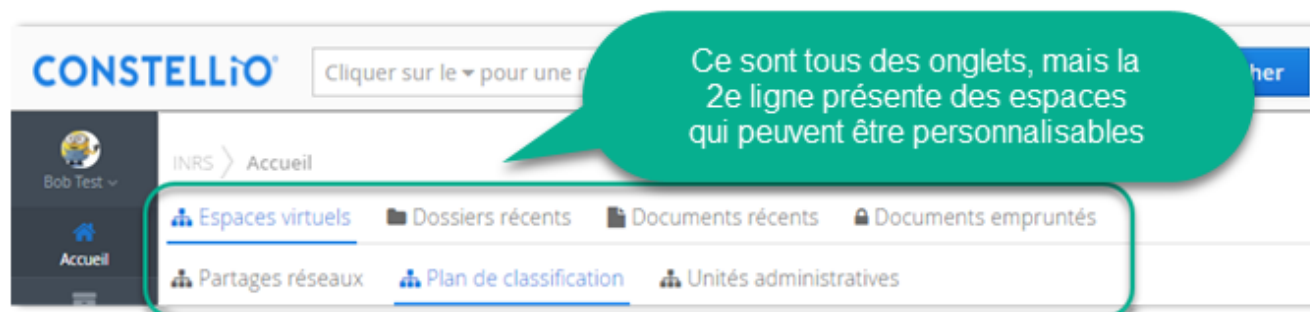 CONSTELLiO
Cliquer sur le ▾ pour une
Ce sont tous des onglets, mais la
2e ligne présente des espaces
qui peuvent être personnalisables
Bob Test
INRS 〉 Accueil
Espaces virtuels Dossiers récents Documents récents Documents empruntés
Accueil
Partages réseaux Plan de classification Unités administratives